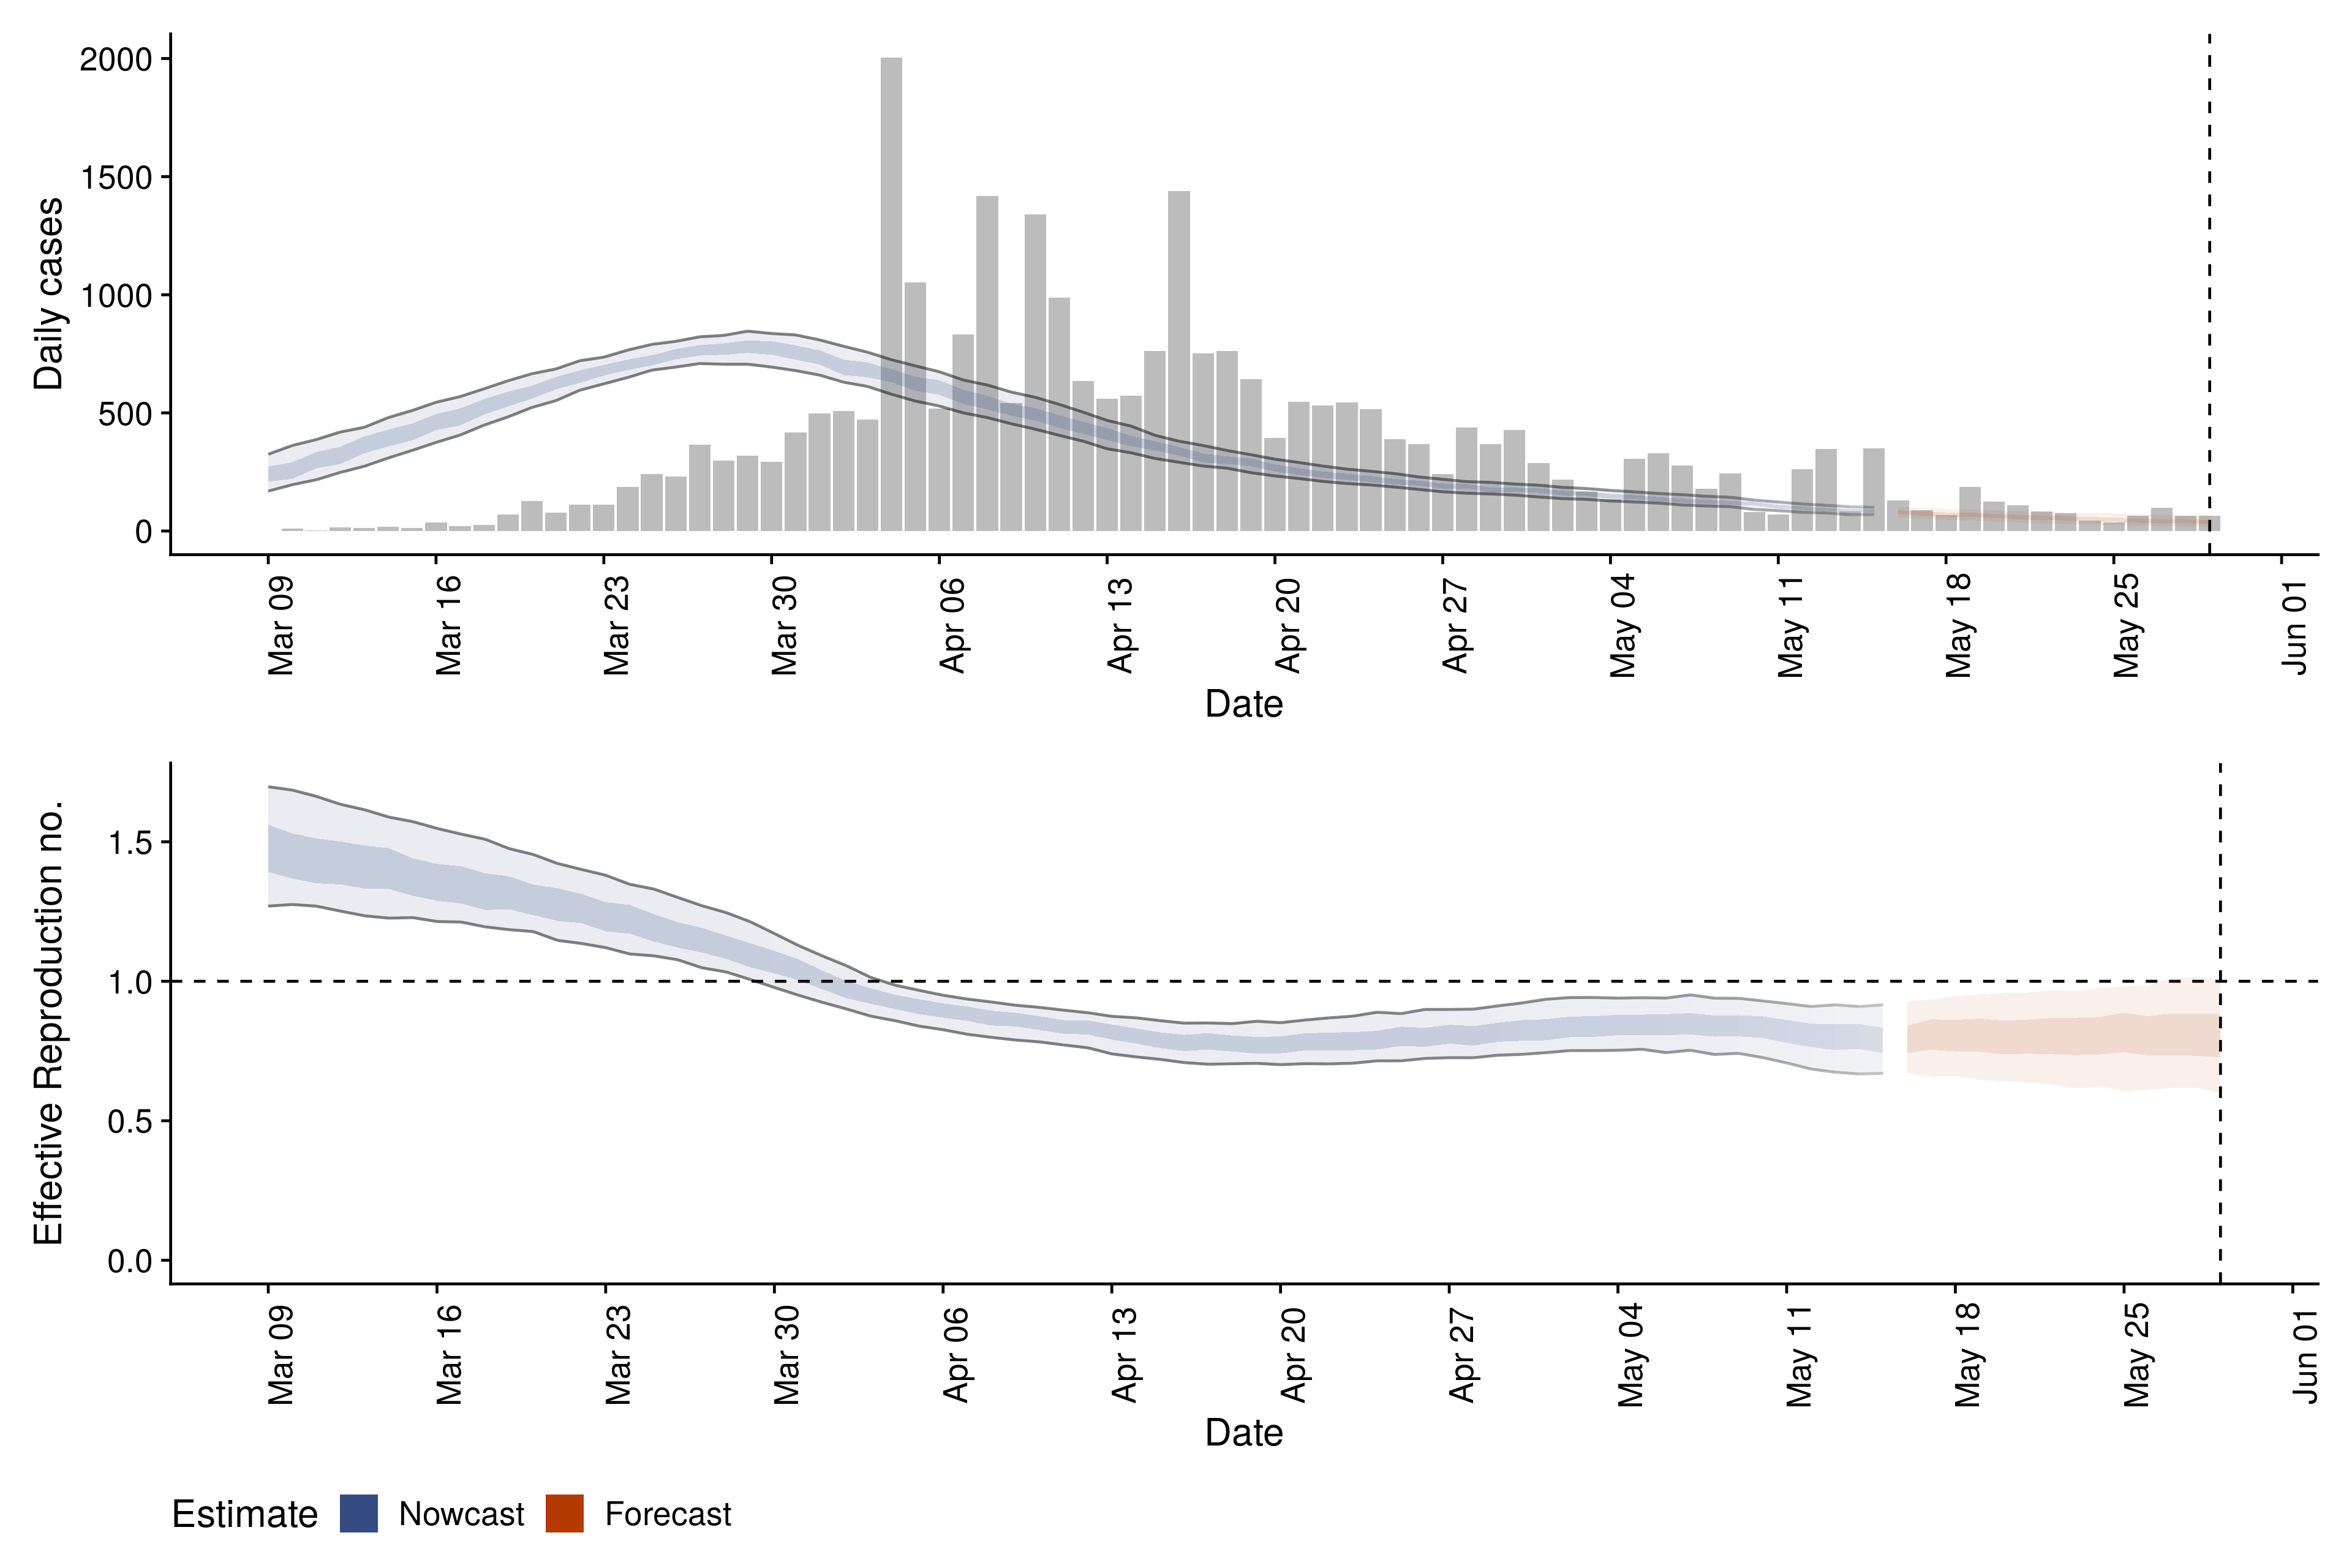 Daily cases
2000
1500
1000
500
0
Mar 09
Mar 16
Mar 23
Mar 30
Apr 06
Apr 13
Apr 20
Apr 27
May 04
May 11
May 18
May 25
Jun 01
Date
Effective Reproduction no.
1.5
1.0
0.5
0.0
Mar 09
Mar 16
Mar 23
Mar 30
Apr 06
Apr 13
Apr 20
Apr 27
May 04
May 11
May 18
May 25
Jun 01
Date
Estimate Nowcast Forecast